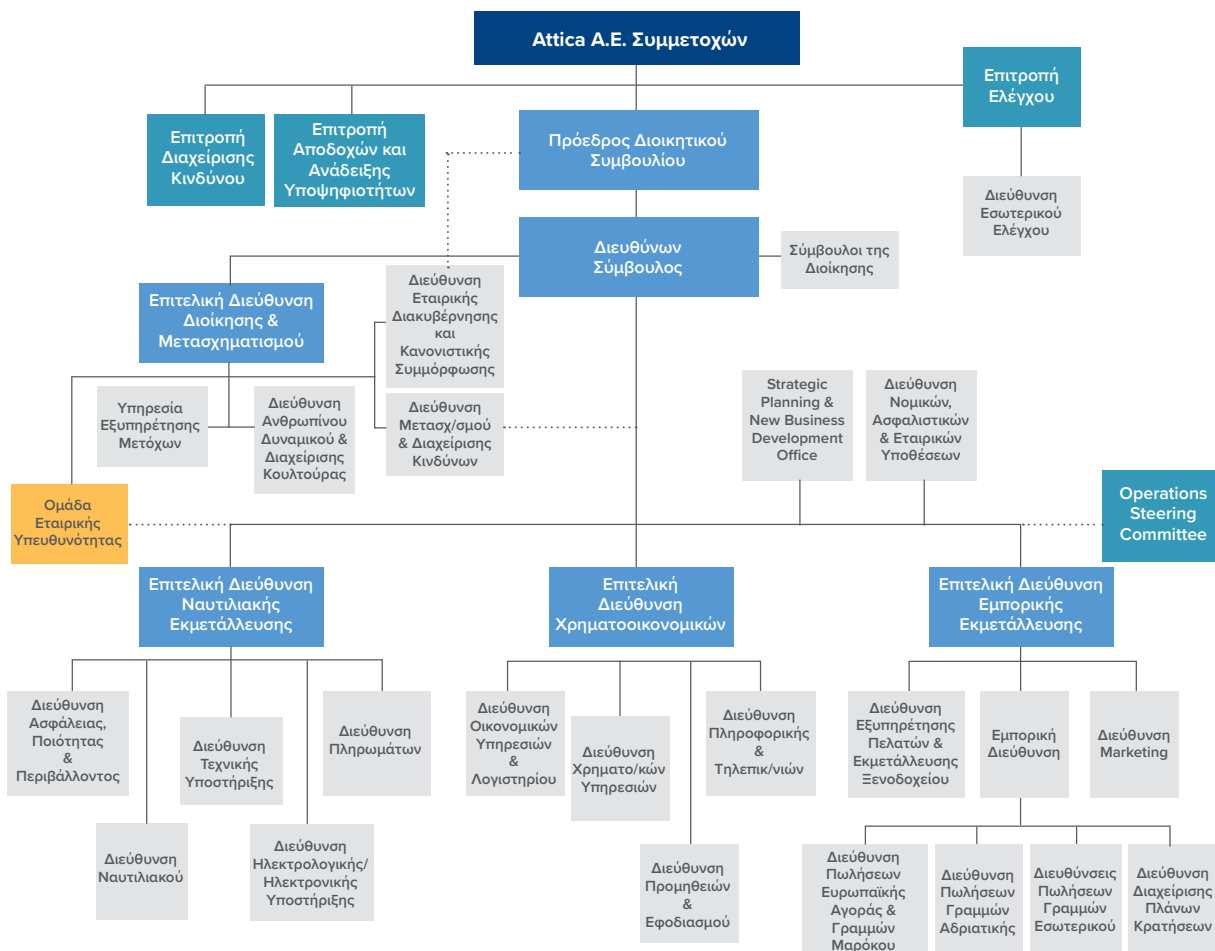 Attica Α.Ε. Συμμετοχών
Επιτροπή
Ελέγχου
Επιτροπή
Διαχείρισης
Κινδύνου
Επιτροπή
Αποδοχών και
Ανάδειξης
Υποψηφιοτήτων
Πρόεδρος Διοικητικού
Συμβουλίου
Διεύθυνση
Εσωτερικού
Ελέγχου
Διευθύνων
Σύμβουλος
Σύμβουλοι της
Διοίκησης
Επιτελική Διεύθυνση
Διοίκησης &
Μετασχηματισμού
Διεύθυνση
Εταιρικής
Διακυβέρνησης
και
Κανονιστικής
Συμμόρφωσης
Υπηρεσία
Εξυπηρέτησης
Μετόχων
Διεύθυνση
Ανθρωπίνου
Δυναμικού &
Διαχείρισης
Κουλτούρας
Διεύθυνση
Μετασχ/σμού
& Διαχείρισης
Κινδύνων
Strategic
Planning &
New Business
Development
Office
Διεύθυνση
Νομικών,
Ασφαλιστικών
& Εταιρικών
Υποθέσεων
Ομάδα
Εταιρικής
Υπευθυνότητας
Operations
Steering
Committee
Επιτελική Διεύθυνση
Ναυτιλιακής
Εκμετάλλευσης
Επιτελική
Διεύθυνση
Χρηματοοικονομικών
Επιτελική Διεύθυνση
Εμπορικής
Εκμετάλλευσης
Διεύθυνση
Ασφάλειας,
Ποιότητας
&
Περιβάλλοντος
Διεύθυνση
Τεχνικής
Υποστήριξης
Διεύθυνση
Πληρωμάτων
Διεύθυνση
Οικονομικών
Υπηρεσιών
&
Λογιστηρίου
Διεύθυνση
Χρηματο/κών
Υπηρεσιών
Διεύθυνση
Πληροφορικής
&
Τηλεπικ/νιών
Διεύθυνση
Εξυπηρέτησης
Πελατών &
Εκμετάλλευσης
Ξενοδοχείου
Εμπορική
Διεύθυνση
Διεύθυνση
Marketing
Διεύθυνση
Ναυτιλιακού
Διεύθυνση
Ηλεκτρολογικής/
Ηλεκτρονικής
Υποστήριξης
Διεύθυνση
Προμηθειών
&
Εφοδιασμού
Διεύθυνση
Πωλήσεων
Ευρωπαϊκής
Αγοράς &
Γραμμών
Μαρόκου
Διεύθυνση
Πωλήσεων
Γραμμών
Αδριατικής
Διευθύνσεις
Πωλήσεων
Γραμμών
Εσωτερικού
Διεύθυνση
Διαχείρισης
Πλάνων
Κρατήσεων